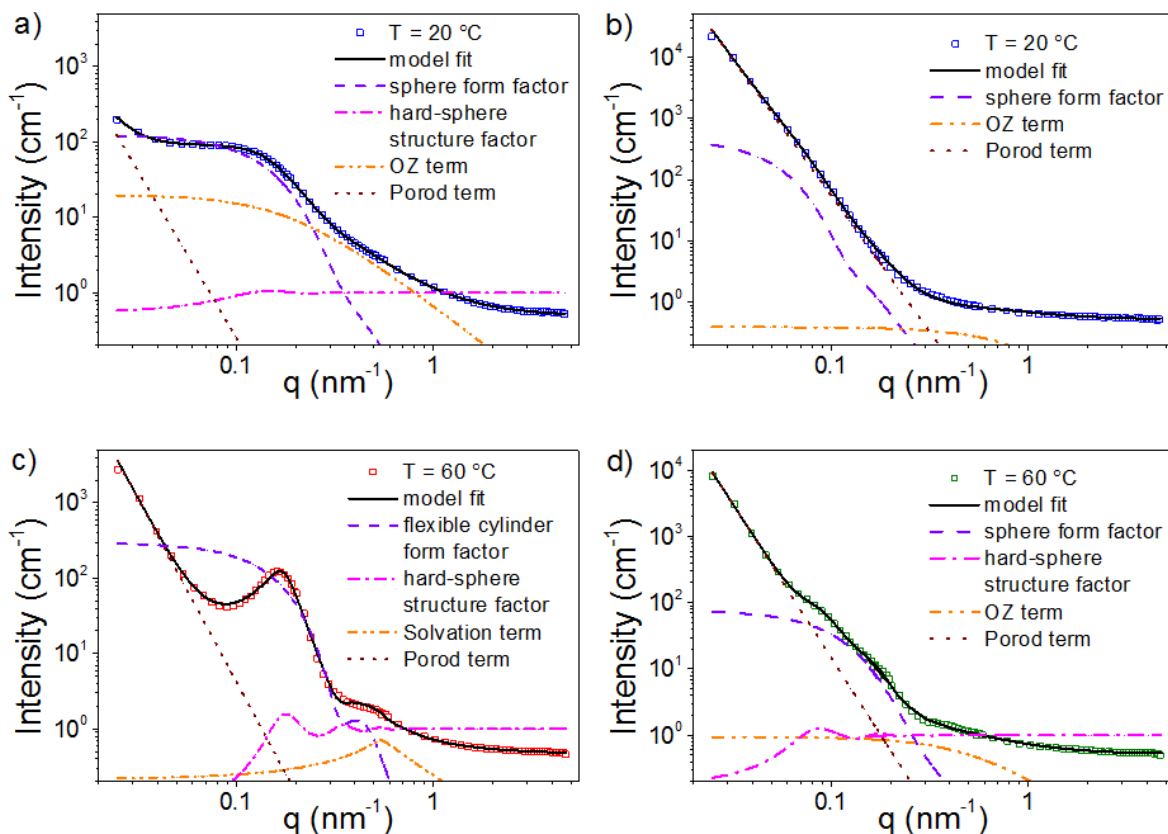 a)
Intensity (cm⁻¹)
10³
10²
10¹
10⁰
T = 20 °C
model fit
sphere form factor
hard-sphere
structure factor
OZ term
Porod term
0.1
1
q (nm⁻¹)
b)
Intensity (cm⁻¹)
10⁴
10³
10²
10¹
10⁰
T = 20 °C
model fit
sphere form factor
OZ term
Porod term
0.1
1
q (nm⁻¹)
c)
Intensity (cm⁻¹)
10³
10²
10¹
10⁰
T = 60 °C
model fit
flexible cylinder
form factor
hard-sphere
structure factor
Solvation term
Porod term
0.1
1
q (nm⁻¹)
d)
Intensity (cm⁻¹)
10⁴
10³
10²
10¹
10⁰
T = 60 °C
model fit
sphere form factor
hard-sphere
structure factor
OZ term
Porod term
0.1
1
q (nm⁻¹)